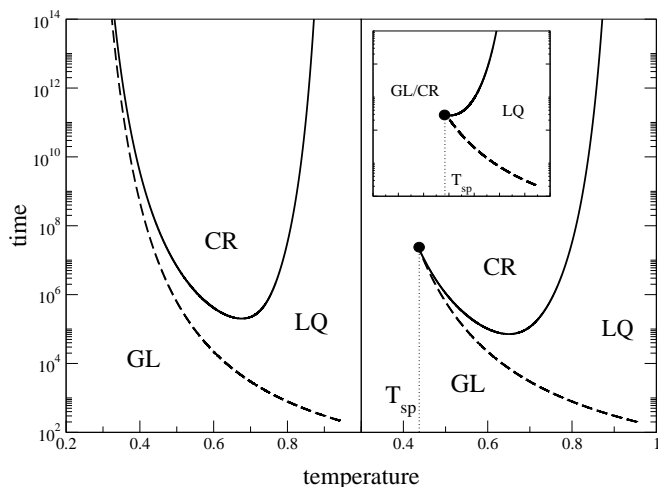 10^14
10^12
10^10
10^8
10^6
10^4
10^2
time
CR
LQ
GL
0.2
0.4
0.6
0.8
GL/CR
LQ
T_sp
CR
LQ
GL
T_sp
0.4
0.6
0.8
1
temperature